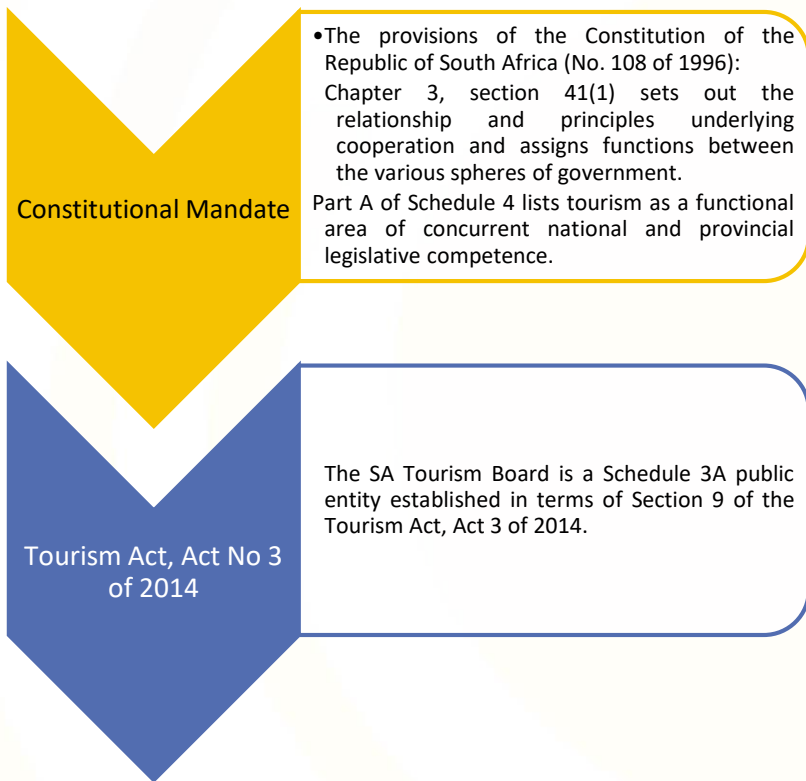 Constitutional Mandate
•The provisions of the Constitution of the
Republic of South Africa (No. 108 of 1996):
Chapter 3, section 41(1) sets out the
relationship and principles underlying
cooperation and assigns functions between
the various spheres of government.
Part A of Schedule 4 lists tourism as a functional
area of concurrent national and provincial
legislative competence.
Tourism Act, Act No 3
of 2014
The SA Tourism Board is a Schedule 3A public
entity established in terms of Section 9 of the
Tourism Act, Act 3 of 2014.